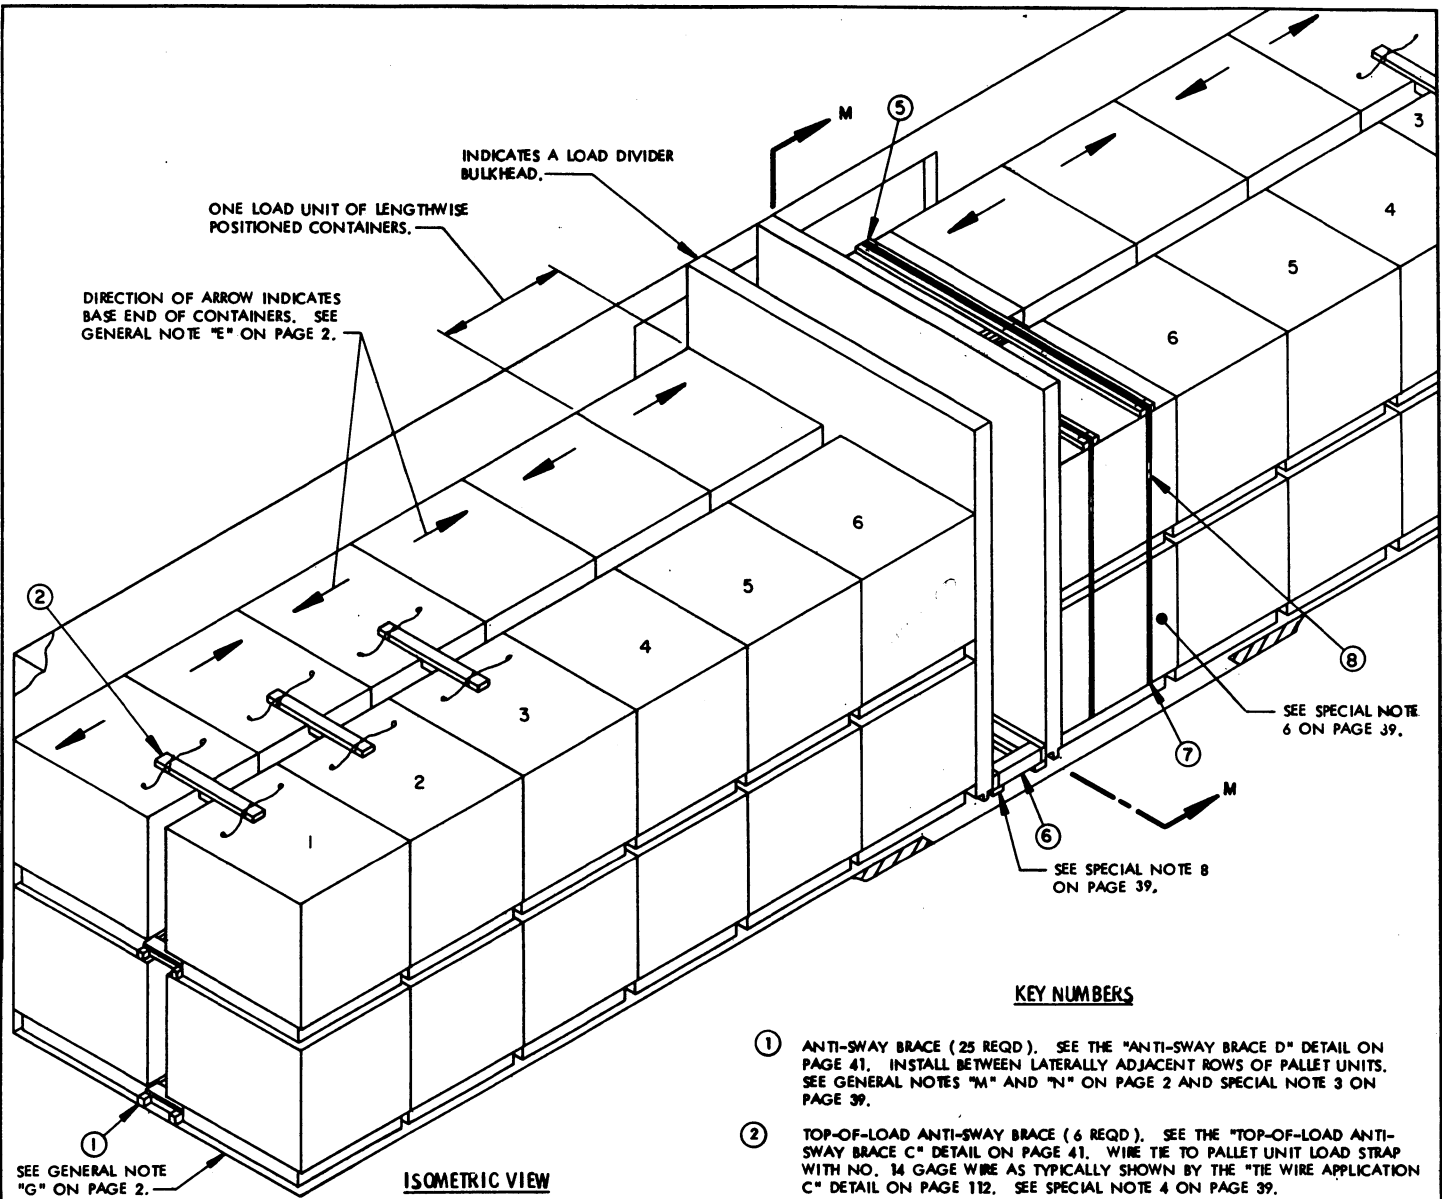 M
5
3
INDICATES A LOAD DIVIDER
BULKHEAD.
ONE LOAD UNIT OF LENGTHWISE
POSITIONED CONTAINERS.
4
DIRECTION OF ARROW INDICATES
BASE END OF CONTAINERS. SEE
GENERAL NOTE "E" ON PAGE 2.
5
6
6
5
2
4
8
3
SEE SPECIAL NOTE
6 ON PAGE 39.
7
2
M
1
6
SEE SPECIAL NOTE 8
ON PAGE 39.
KEY NUMBERS
1 ANTI-SWAY BRACE (25 REQD). SEE THE "ANTI-SWAY BRACE D" DETAIL ON
PAGE 41. INSTALL BETWEEN LATERALLY ADJACENT ROWS OF PALLET UNITS.
SEE GENERAL NOTES "M" AND "N" ON PAGE 2 AND SPECIAL NOTE 3 ON
PAGE 39.
2 TOP-OF-LOAD ANTI-SWAY BRACE (6 REQD). SEE THE "TOP-OF-LOAD ANTI-
SWAY BRACE C" DETAIL ON PAGE 41. WIRE TIE TO PALLET UNIT LOAD STRAP
WITH NO. 14 GAGE WIRE AS TYPICALLY SHOWN BY THE "TIE WIRE APPLICATION
C" DETAIL ON PAGE 112. SEE SPECIAL NOTE 4 ON PAGE 39.
1
SEE GENERAL NOTE
"G" ON PAGE 2.
ISOMETRIC VIEW